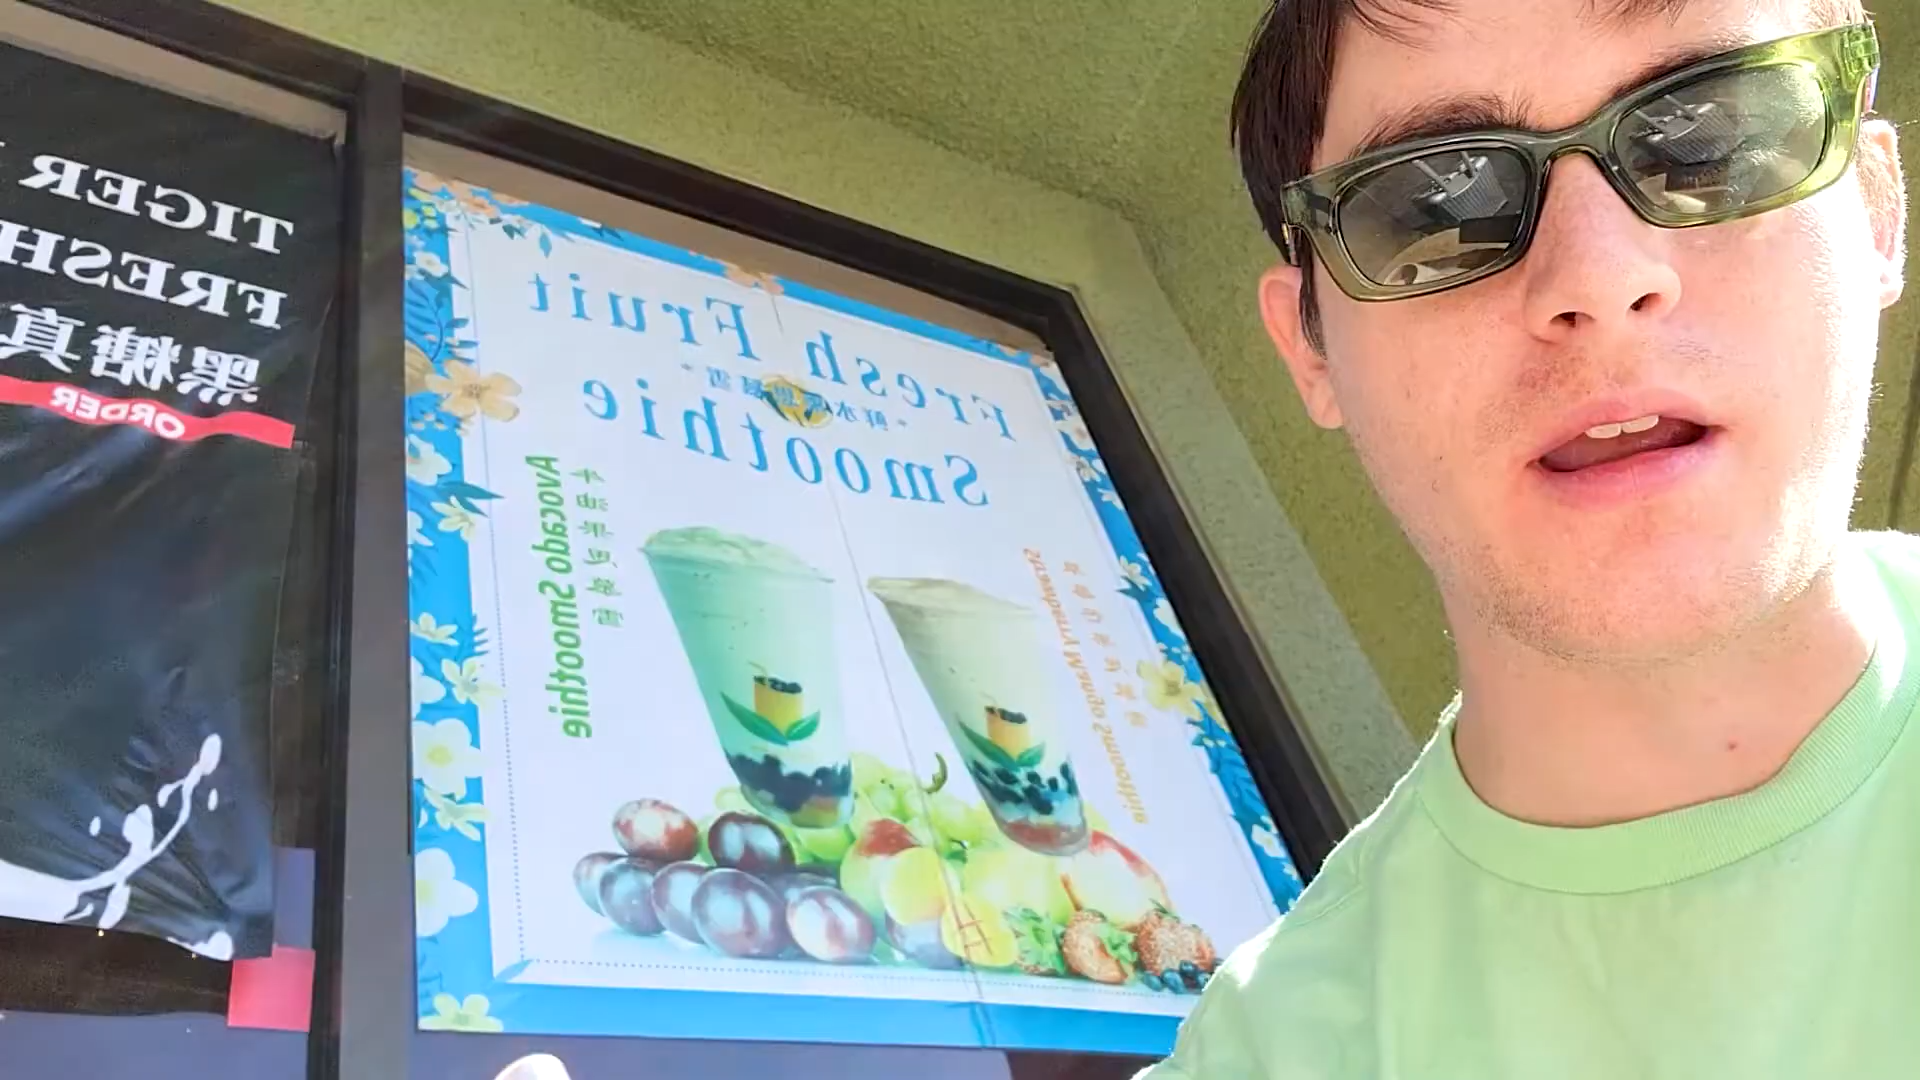 TIGER
FRESH
黑糖真
ORDER
Fresh Fruit
Smoothie
Avocado Smoothie
Strawberry Mango Smoothie